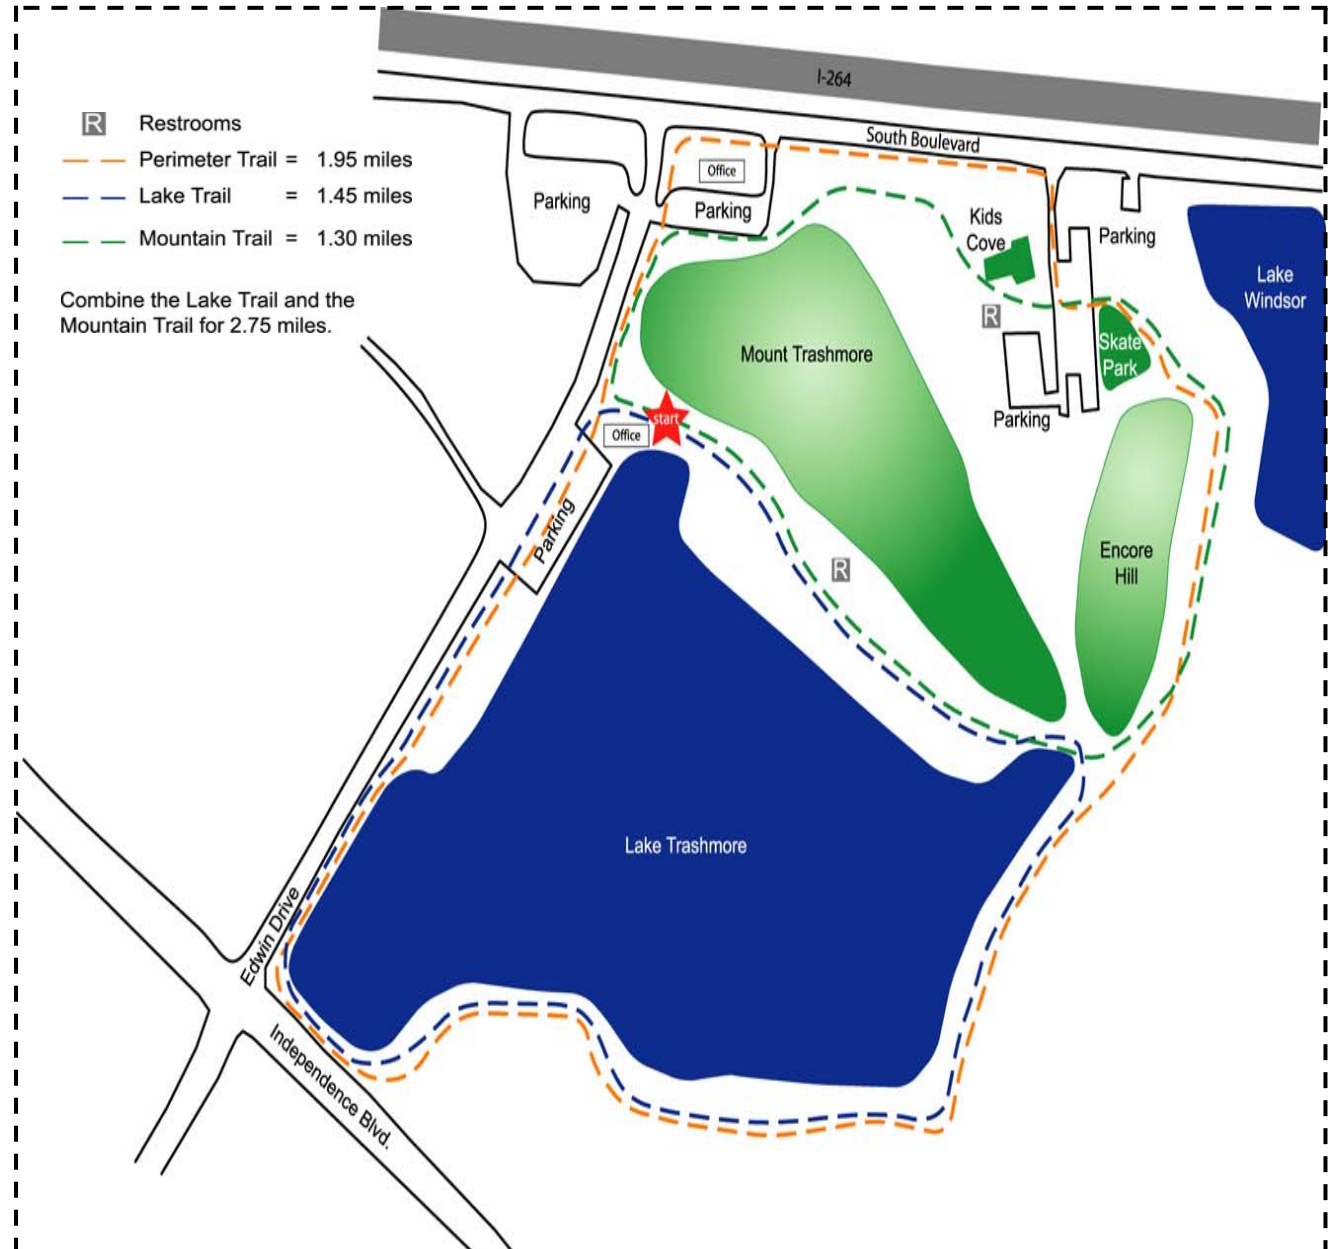 I-264
South Boulevard
R Restrooms
Perimeter Trail = 1.95 miles
Lake Trail = 1.45 miles
Mountain Trail = 1.30 miles
Combine the Lake Trail and the
Mountain Trail for 2.75 miles.
Office
Parking
Parking
Kids
Cove
Parking
Lake
Windsor
R
Skate
Park
Mount Trashmore
Parking
start
Office
Parking
R
Encore
Hill
Lake Trashmore
Edwin Drive
Independence Blvd.